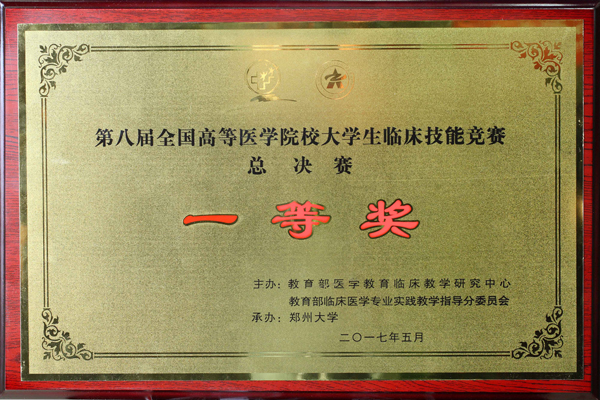 第八届全国高等医学院校大学生临床技能竞赛
总决赛
一等奖
主办：教育部医学教育临床教学研究中心
教育部临床医学专业实践教学指导分委员会
承办：郑州大学
二〇一七年五月